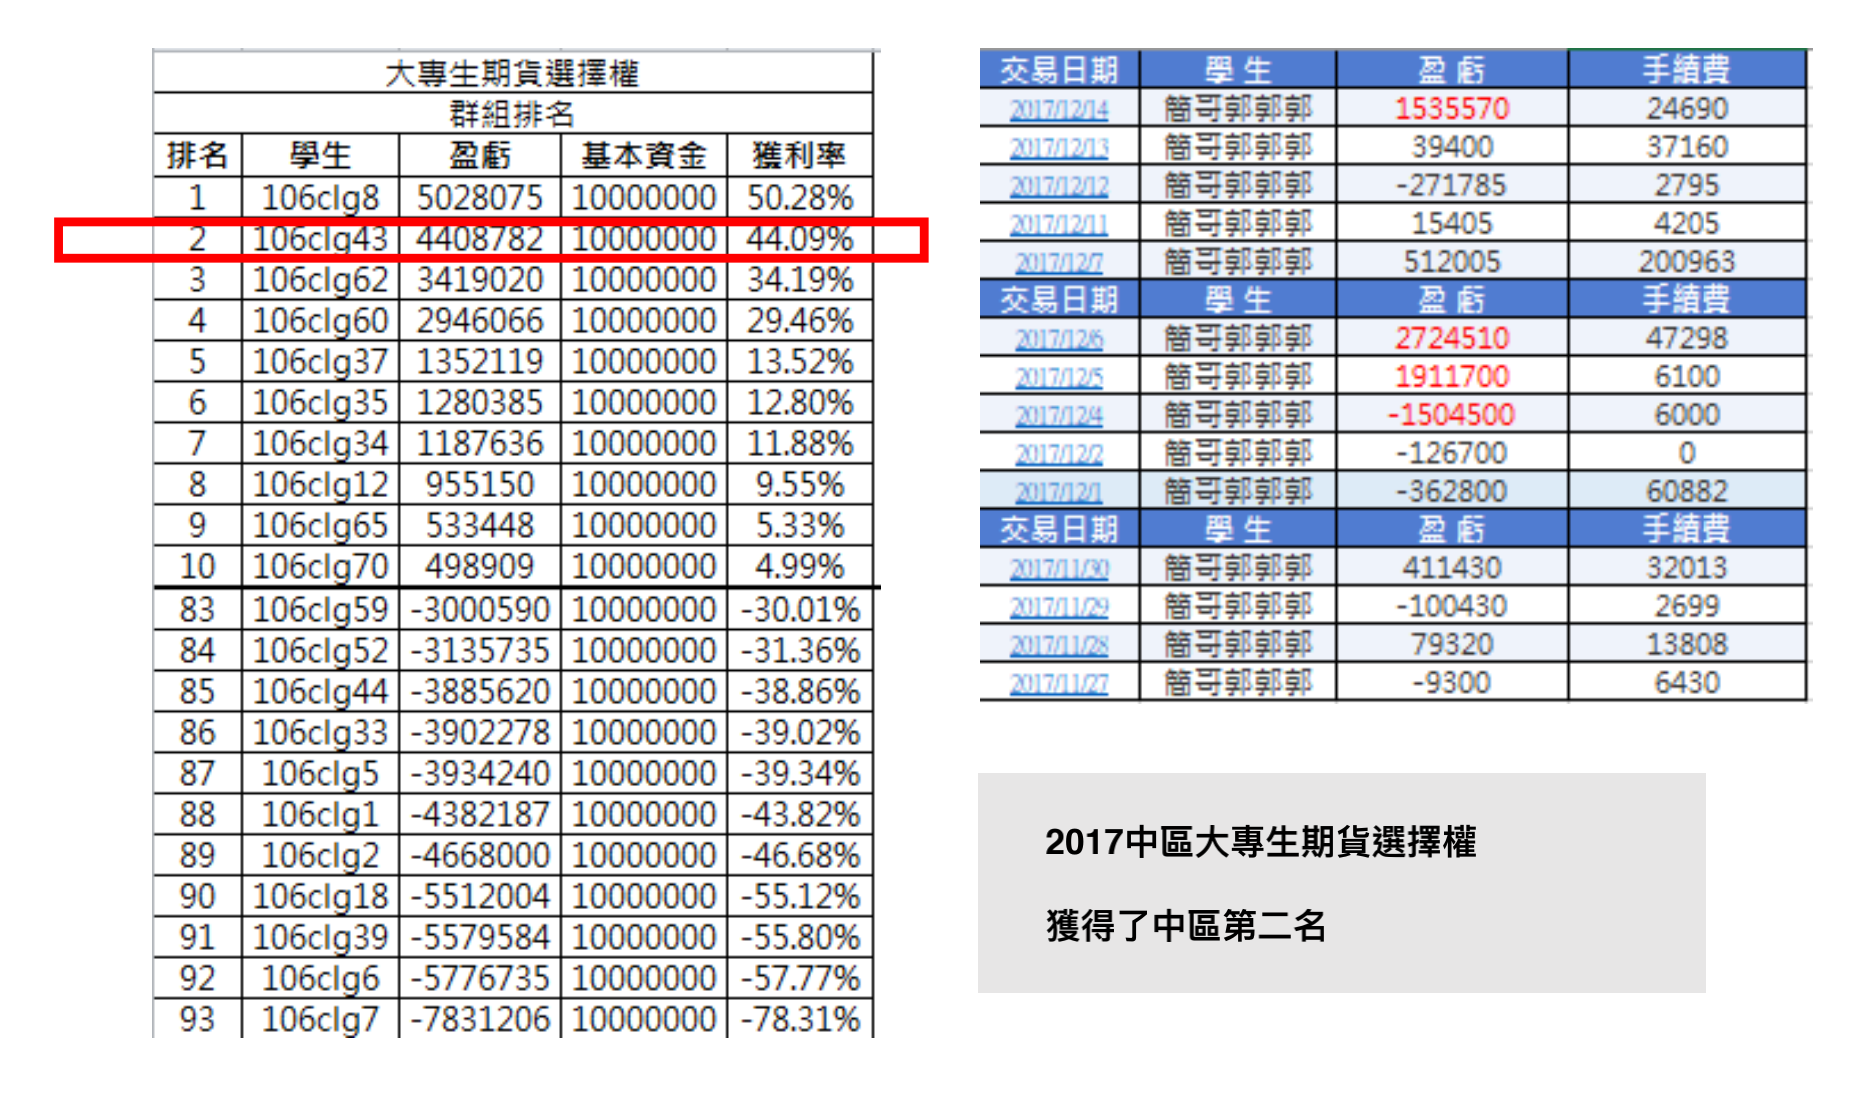 大專生期貨選擇權
群組排名
排名 學生 盈虧 基本資金 獲利率
1 106clg8 5028075 10000000 50.28%
2 106clg43 4408782 10000000 44.09%
3 106clg62 3419020 10000000 34.19%
4 106clg60 2946066 10000000 29.46%
5 106clg37 1352119 10000000 13.52%
6 106clg35 1280385 10000000 12.80%
7 106clg34 1187636 10000000 11.88%
8 106clg12 955150 10000000 9.55%
9 106clg65 533448 10000000 5.33%
10 106clg70 498909 10000000 4.99%
83 106clg59 -3000590 10000000 -30.01%
84 106clg52 -3135735 10000000 -31.36%
85 106clg44 -3885620 10000000 -38.86%
86 106clg33 -3902278 10000000 -39.02%
87 106clg5 -3934240 10000000 -39.34%
88 106clg1 -4382187 10000000 -43.82%
89 106clg2 -4668000 10000000 -46.68%
90 106clg18 -5512004 10000000 -55.12%
91 106clg39 -5579584 10000000 -55.80%
92 106clg6 -5776735 10000000 -57.77%
93 106clg7 -7831206 10000000 -78.31%
交易日期 學生 盈虧 手續費
2017/12/14 簡哥郭郭郭 1535570 24690
2017/12/13 簡哥郭郭郭 39400 37160
2017/12/12 簡哥郭郭郭 -271785 2795
2017/12/11 簡哥郭郭郭 15405 4205
2017/12/7 簡哥郭郭郭 512005 200963
交易日期 學生 盈虧 手續費
2017/12/6 簡哥郭郭郭 2724510 47298
2017/12/5 簡哥郭郭郭 1911700 6100
2017/12/4 簡哥郭郭郭 -1504500 6000
2017/12/2 簡哥郭郭郭 -126700 0
2017/12/1 簡哥郭郭郭 -362800 60882
交易日期 學生 盈虧 手續費
2017/11/30 簡哥郭郭郭 411430 32013
2017/11/29 簡哥郭郭郭 -100430 2699
2017/11/28 簡哥郭郭郭 79320 13808
2017/11/27 簡哥郭郭郭 -9300 6430
2017中區大專生期貨選擇權
獲得了中區第二名